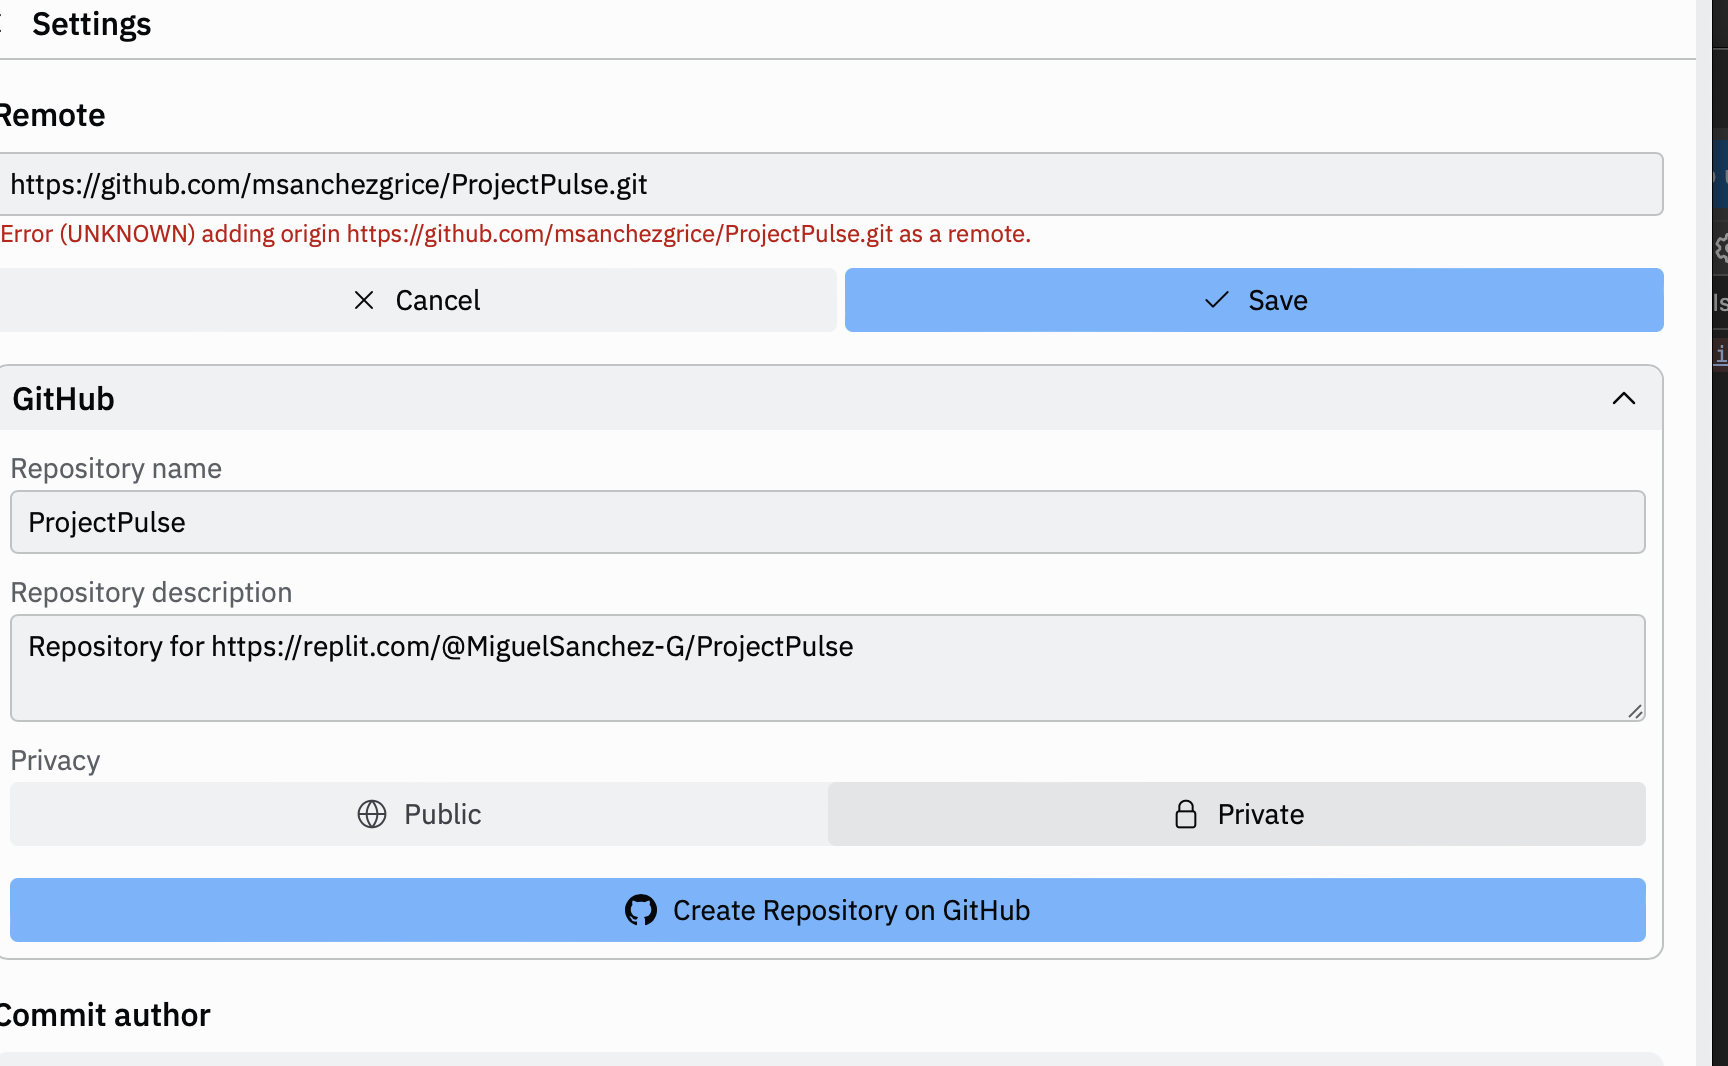 Settings
Remote
https://github.com/msanchezgrice/ProjectPulse.git
Error (UNKNOWN) adding origin https://github.com/msanchezgrice/ProjectPulse.git as a remote.
Cancel
Save
GitHub
Repository name
ProjectPulse
Repository description
Repository for https://replit.com/@MiguelSanchez-G/ProjectPulse
Privacy
Public
Private
Create Repository on GitHub
Commit author